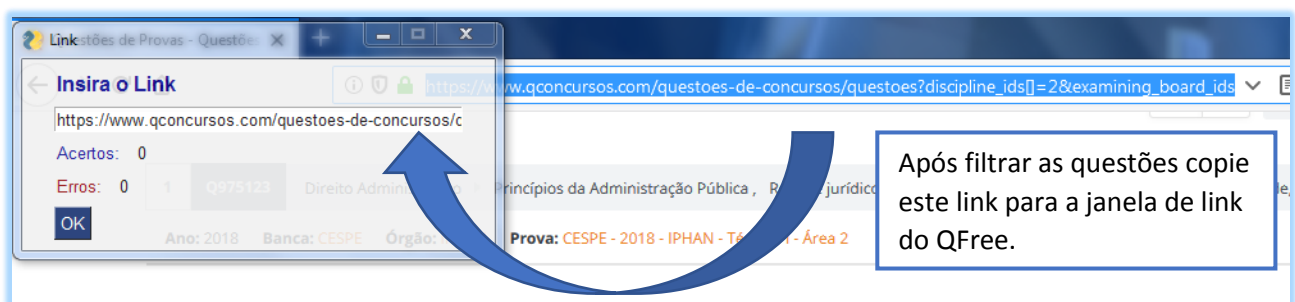 Link
stões de Provas - Questõe
Insira o Link
https://www.qconcursos.com/questoes-de-concursos/questoes?discipline_ids[]=2&examining_board_ids
https://www.qconcursos.com/questoes-de-concursos/c
Acertos: 0
Erros: 0
1 Q975123 Direito Princípios da Administração Pública ,
OK
Ano: 2018 Banca: CESPE Órgão: Prova: CESPE - 2018 - IPHAN - Área 2
Após filtrar as questões copie
este link para a janela de link
do QFree.